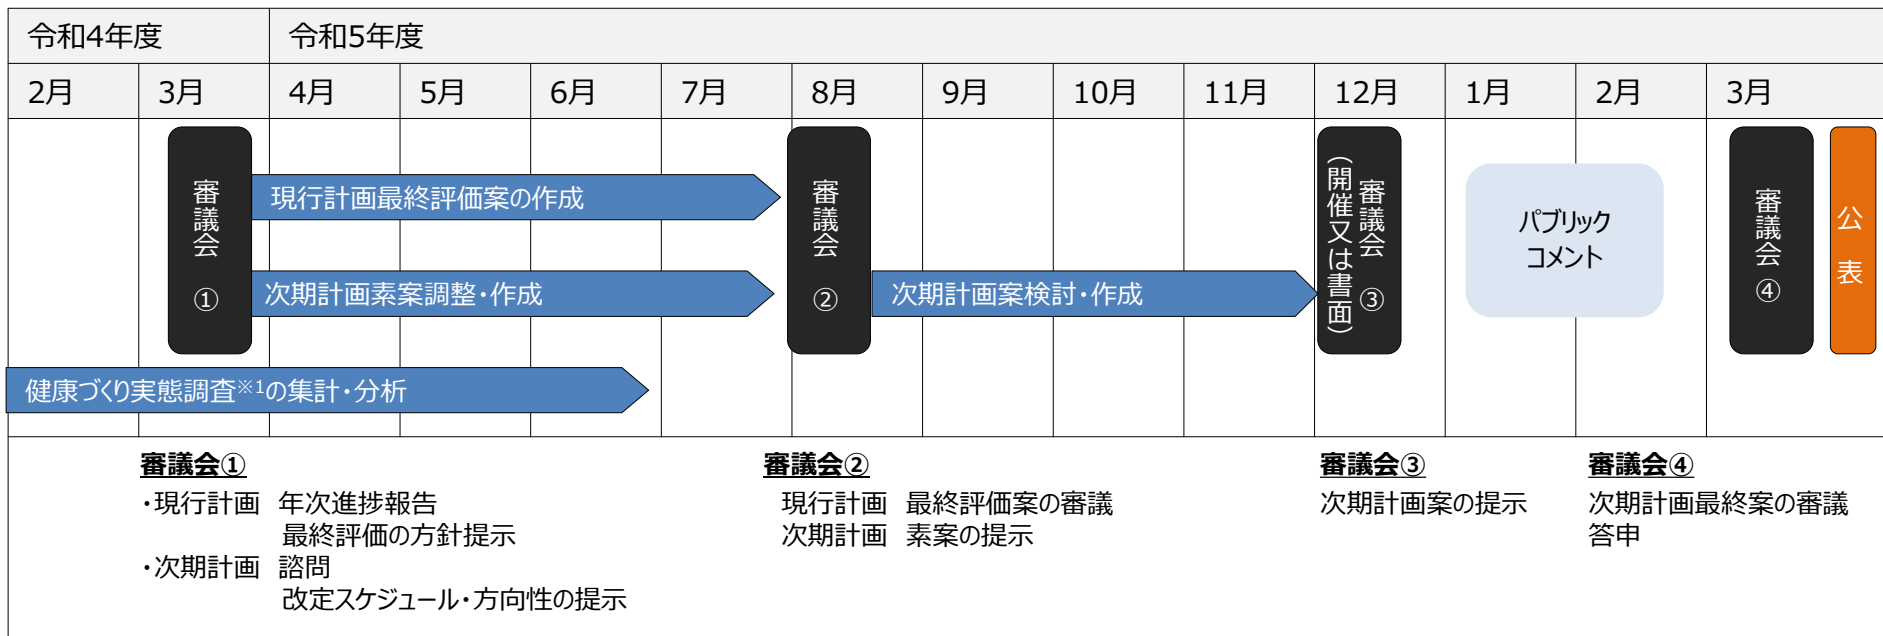 令和4年度
令和5年度
2月
3月
4月
5月
6月
7月
8月
9月
10月
11月
12月
1月
2月
3月
審議会 ①
現行計画最終評価案の作成
次期計画素案調整・作成
健康づくり実態調査※1の集計・分析
審議会 ②
次期計画案検討・作成
審議会 ③
(開催又は書面)
パブリック
コメント
審議会 ④
公表
審議会①
・現行計画 年次進捗報告
最終評価の方針提示
・次期計画 諮問
改定スケジュール・方向性の提示
審議会②
現行計画 最終評価案の審議
次期計画 素案の提示
審議会③
次期計画案の提示
審議会④
次期計画最終案の審議
答申